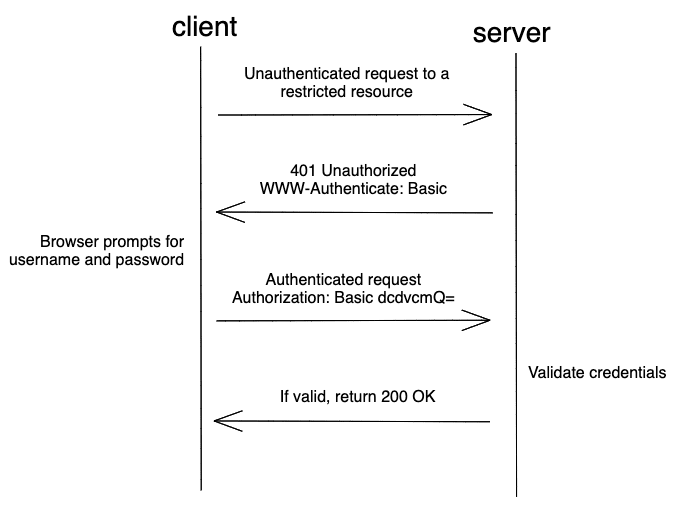 client
server
Unauthenticated request to a
restricted resource
401 Unauthorized
WWW-Authenticate: Basic
Browser prompts for
username and password
Authenticated request
Authorization: Basic dcdvcmQ=
Validate credentials
If valid, return 200 OK